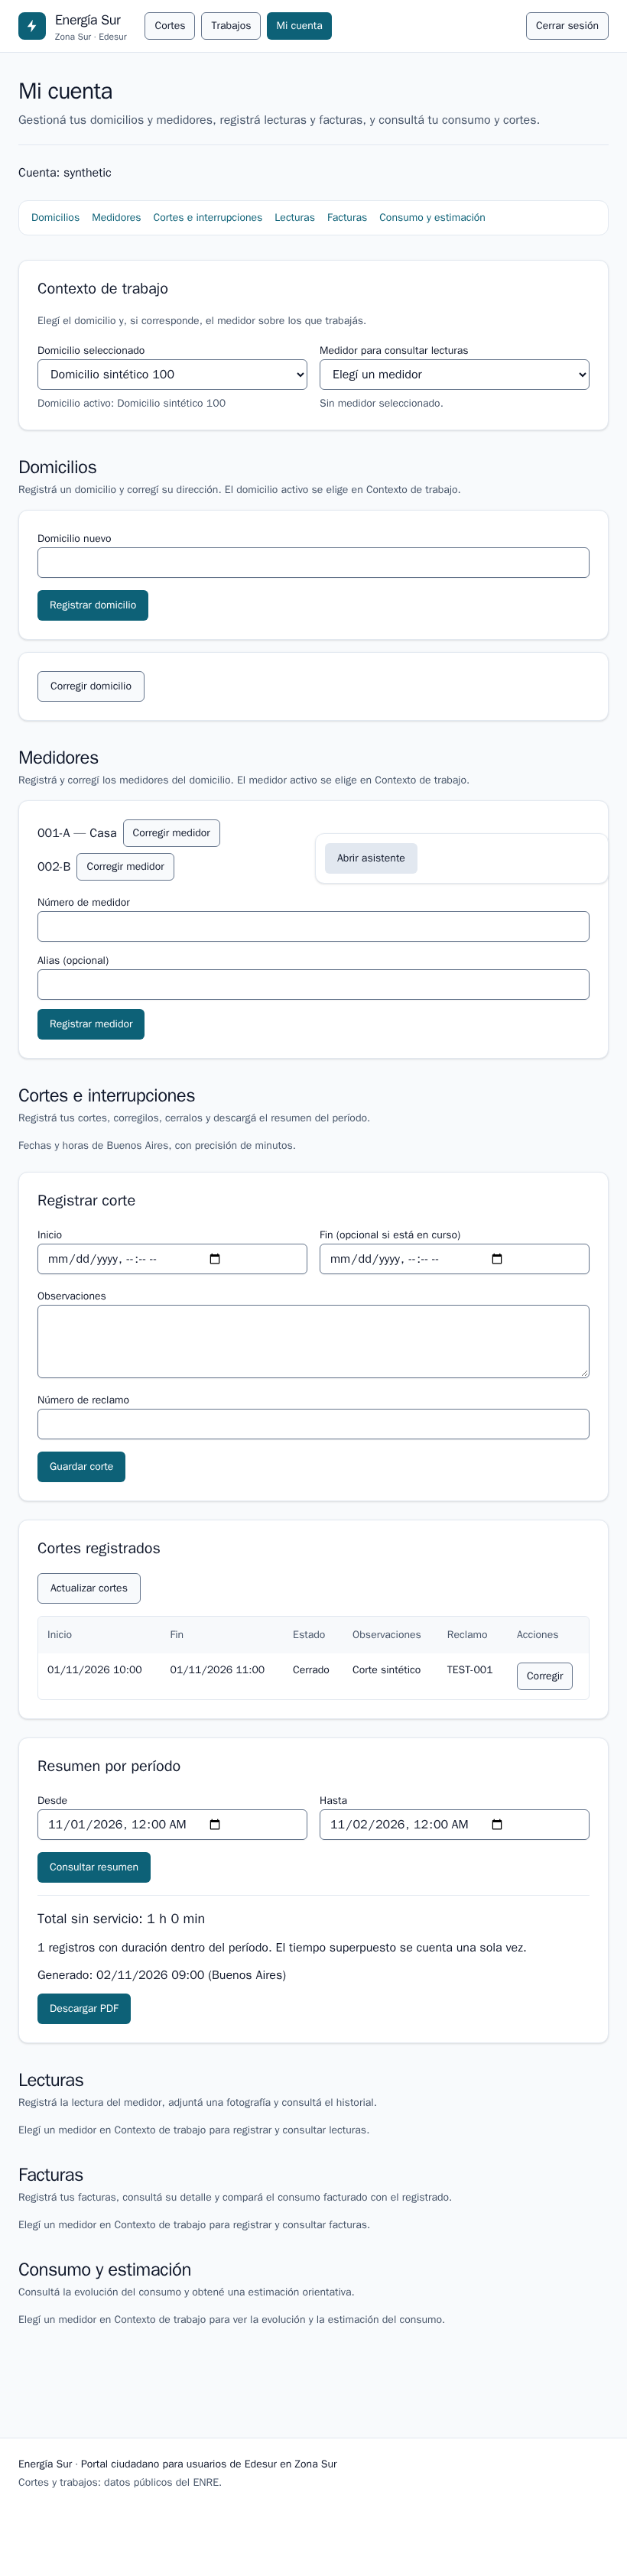 Energía Sur
Zona Sur · Edesur
Cortes
Trabajos
Mi cuenta
Cerrar sesión
Mi cuenta
Gestioná tus domicilios y medidores, registrá lecturas y facturas, y consultá tu consumo y cortes.
Cuenta: synthetic
Domicilios Medidores Cortes e interrupciones Lecturas Facturas Consumo y estimación
Contexto de trabajo
Elegí el domicilio y, si corresponde, el medidor sobre los que trabajás.
Domicilio seleccionado
Domicilio sintético 100
Domicilio activo: Domicilio sintético 100
Medidor para consultar lecturas
Elegí un medidor
Sin medidor seleccionado.
Domicilios
Registrá un domicilio y corregí su dirección. El domicilio activo se elige en Contexto de trabajo.
Domicilio nuevo
Registrar domicilio
Corregir domicilio
Medidores
Registrá y corregí los medidores del domicilio. El medidor activo se elige en Contexto de trabajo.
001-A — Casa Corregir medidor
002-B Corregir medidor
Abrir asistente
Número de medidor
Alias (opcional)
Registrar medidor
Cortes e interrupciones
Registrá tus cortes, corregilos, cerralos y descargá el resumen del período.
Fechas y horas de Buenos Aires, con precisión de minutos.
Registrar corte
Inicio
mm/dd/yyyy, --:-- --
Fin (opcional si está en curso)
mm/dd/yyyy, --:-- --
Observaciones
Número de reclamo
Guardar corte
Cortes registrados
Actualizar cortes
Inicio Fin Estado Observaciones Reclamo Acciones
01/11/2026 10:00 01/11/2026 11:00 Cerrado Corte sintético TEST-001 Corregir
Resumen por período
Desde
11/01/2026, 12:00 AM
Hasta
11/02/2026, 12:00 AM
Consultar resumen
Total sin servicio: 1 h 0 min
1 registros con duración dentro del período. El tiempo superpuesto se cuenta una sola vez.
Generado: 02/11/2026 09:00 (Buenos Aires)
Descargar PDF
Lecturas
Registrá la lectura del medidor, adjuntá una fotografía y consultá el historial.
Elegí un medidor en Contexto de trabajo para registrar y consultar lecturas.
Facturas
Registrá tus facturas, consultá su detalle y compará el consumo facturado con el registrado.
Elegí un medidor en Contexto de trabajo para registrar y consultar facturas.
Consumo y estimación
Consultá la evolución del consumo y obtené una estimación orientativa.
Elegí un medidor en Contexto de trabajo para ver la evolución y la estimación del consumo.
Energía Sur · Portal ciudadano para usuarios de Edesur en Zona Sur
Cortes y trabajos: datos públicos del ENRE.